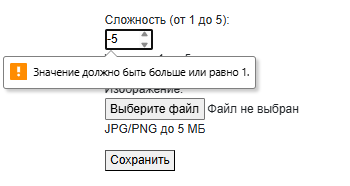 Сложность (от 1 до 5):
-5
Значение должно быть больше или равно 1.
Изображение:
Выберите файл Файл не выбран
JPG/PNG до 5 МБ
Сохранить